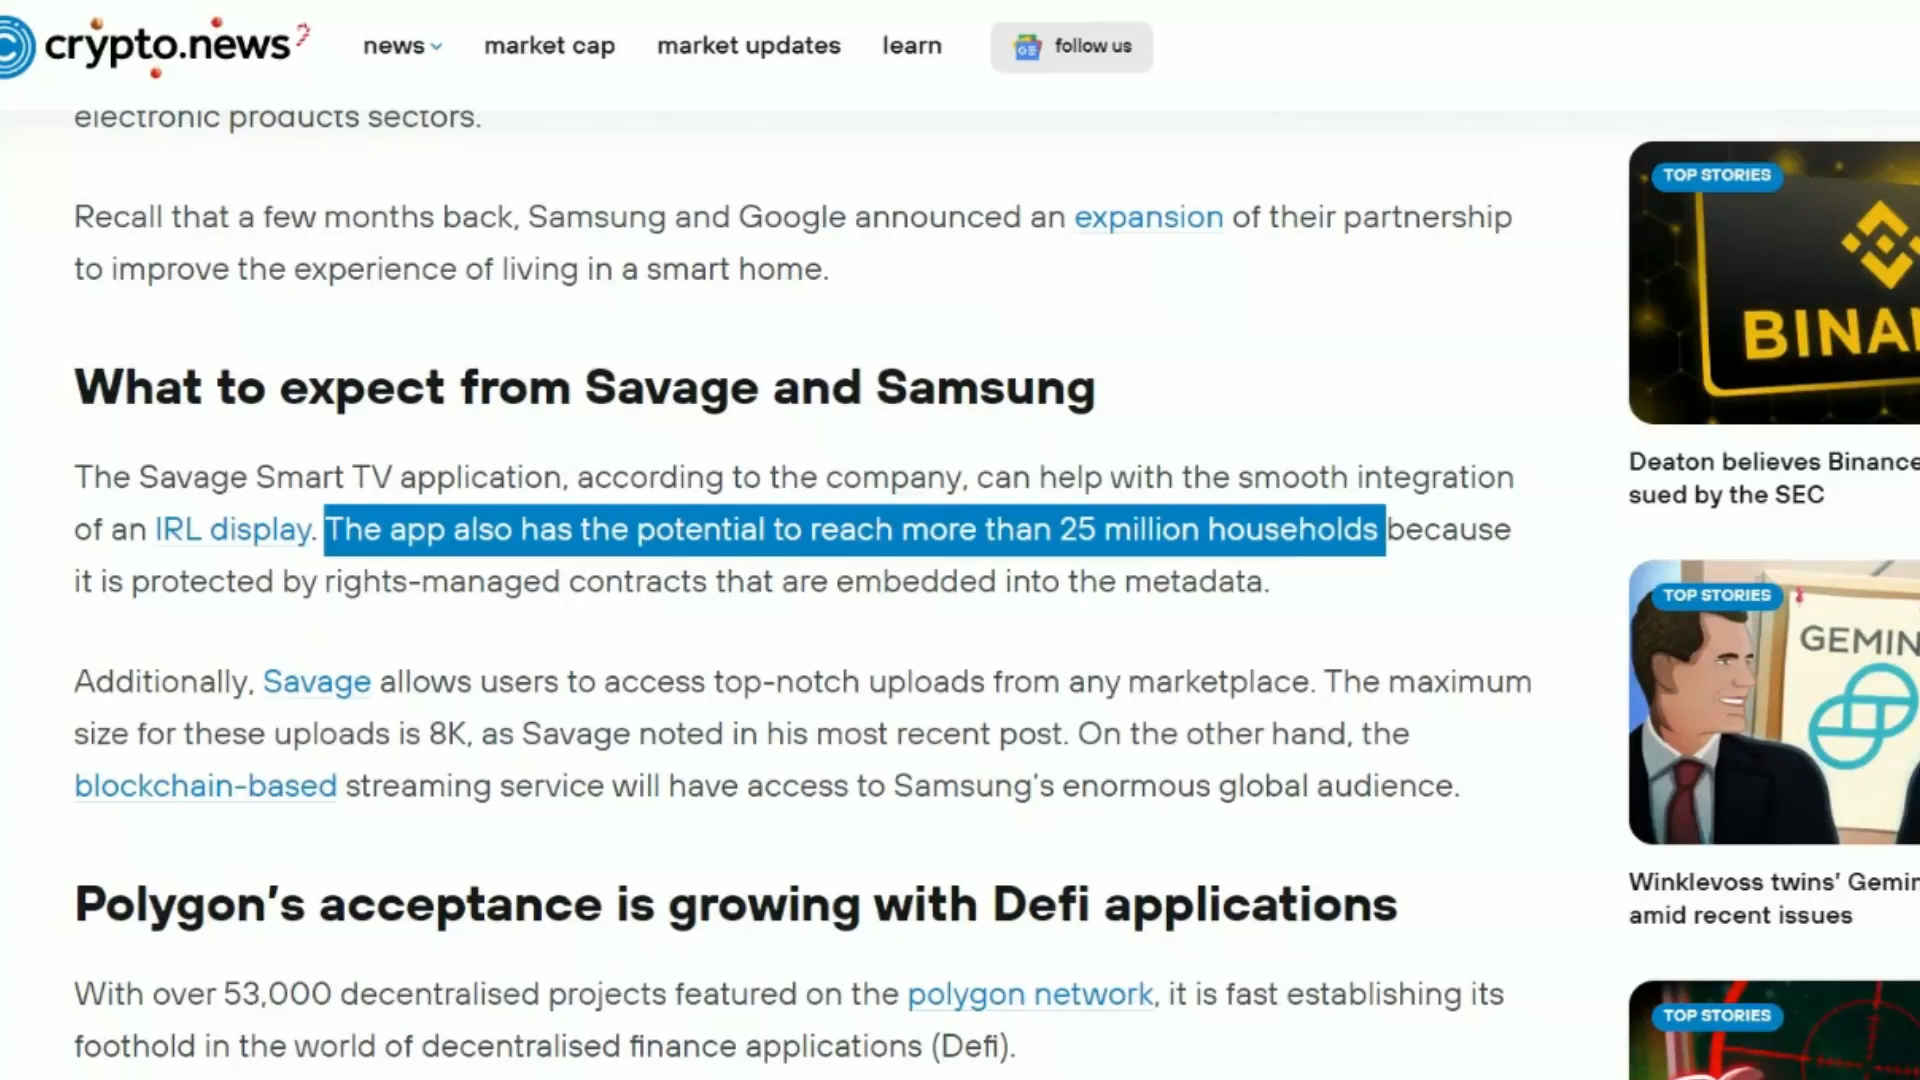 crypto.news
news
market cap
market updates
learn
GE
follow us
electronic products sectors.
Recall that a few months back, Samsung and Google announced an expansion of their partnership
to improve the experience of living in a smart home.
What to expect from Savage and Samsung
The Savage Smart TV application, according to the company, can help with the smooth integration
of an IRL display. The app also has the potential to reach more than 25 million households because
it is protected by rights-managed contracts that are embedded into the metadata.
Additionally, Savage allows users to access top-notch uploads from any marketplace. The maximum
size for these uploads is 8K, as Savage noted in his most recent post. On the other hand, the
blockchain-based streaming service will have access to Samsung's enormous global audience.
Polygon's acceptance is growing with Defi applications
With over 53,000 decentralised projects featured on the polygon network, it is fast establishing its
foothold in the world of decentralised finance applications (Defi).
TOP STORIES
BINAN
Deaton believes Binance
sued by the SEC
TOP STORIES
GEMIN
Winklevoss twins' Gemin
amid recent issues
TOP STORIES